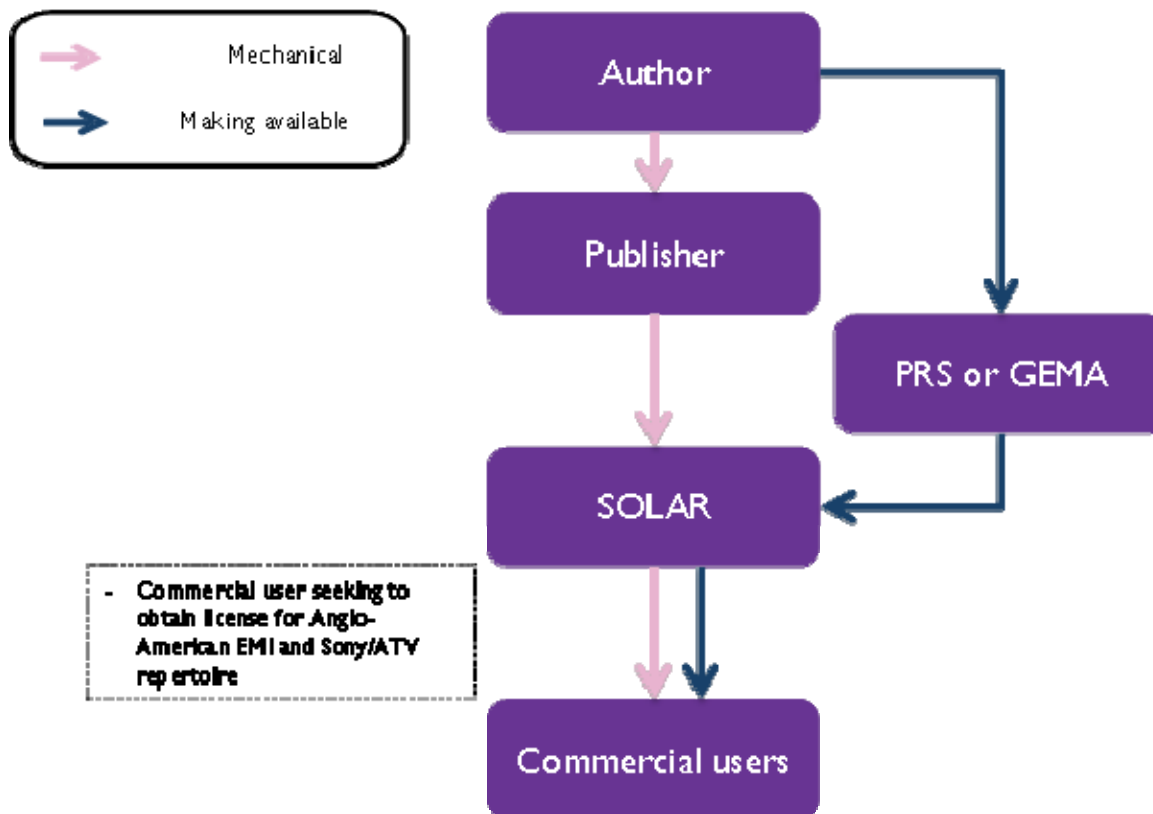 Mechanical
Making available
Author
Publisher
PRS or GEMA
SOLAR
- Commercial user seeking to
obtain license for Anglo-
American EMI and Sony/ATV
repertoire
Commercial users